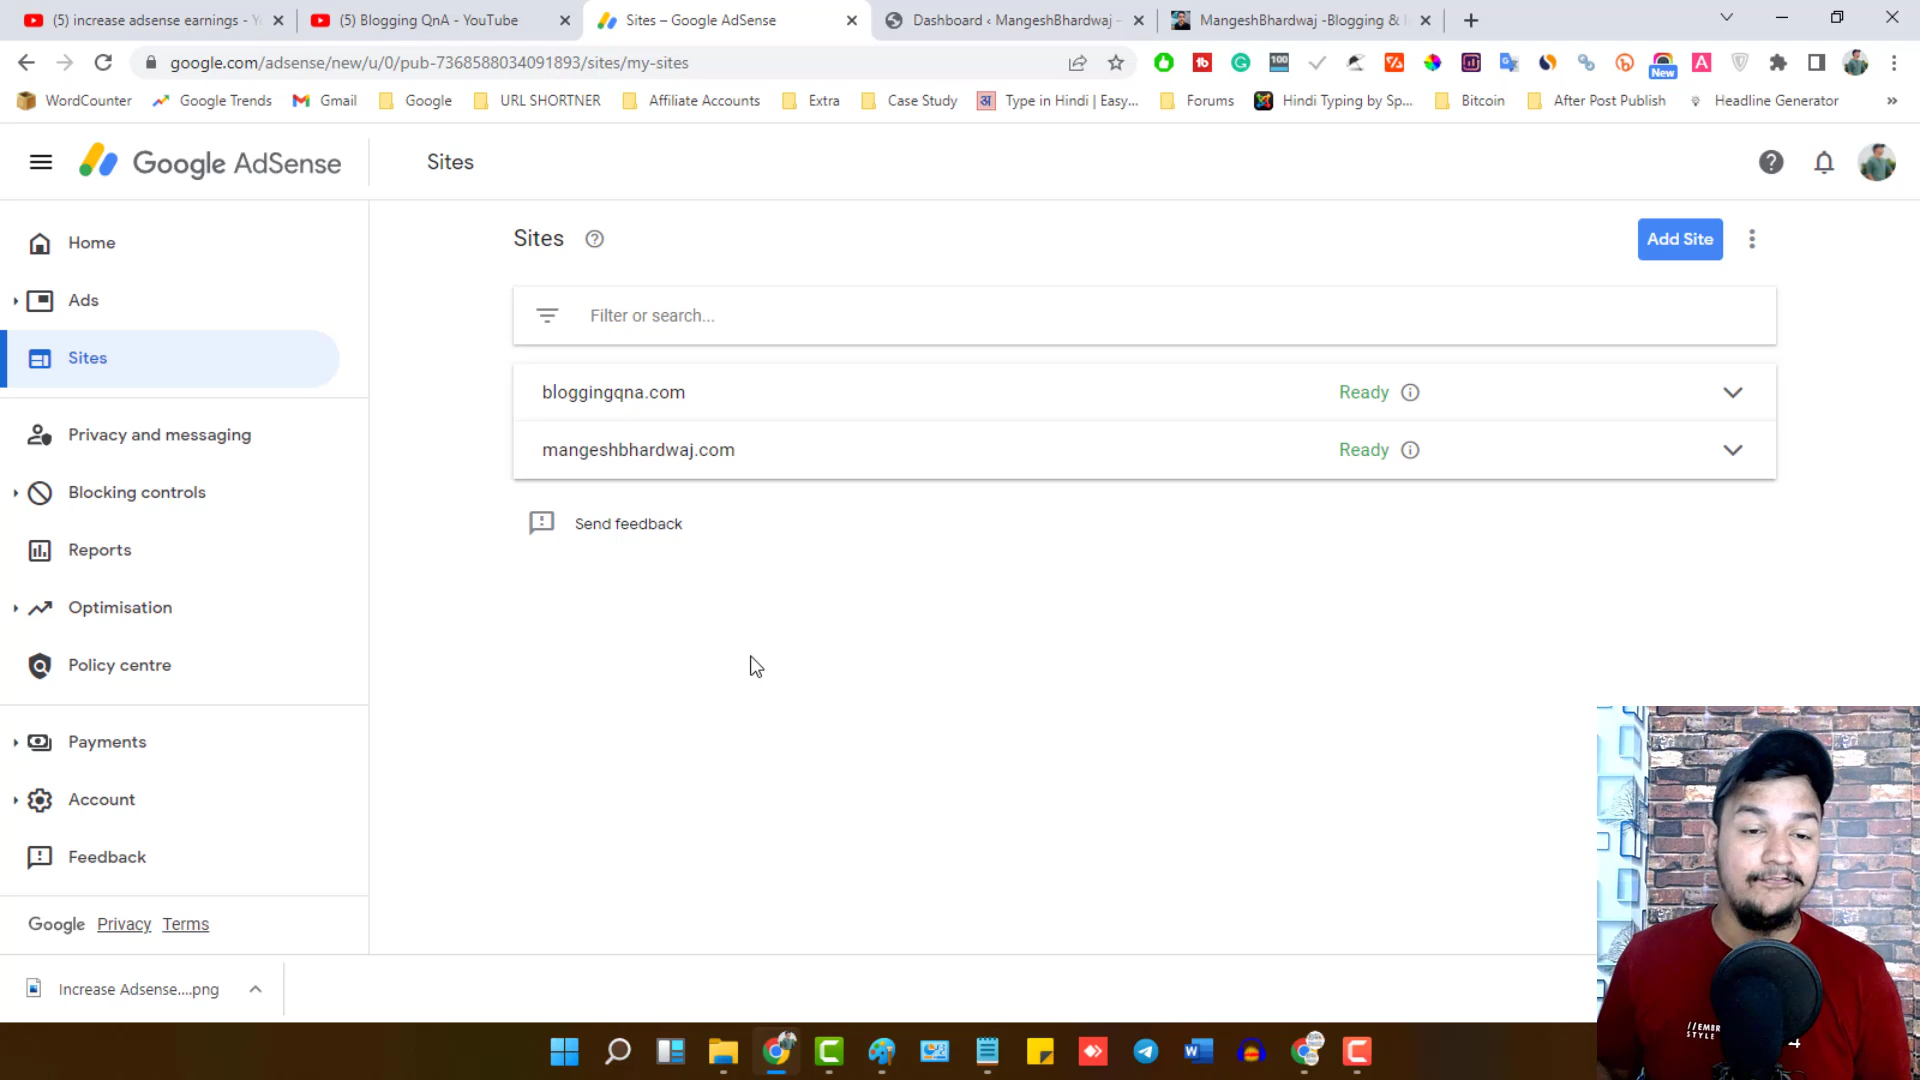 (5) increase adsense earnings - Y
(5) Blogging QnA - YouTube
Sites – Google AdSense
Dashboard ‹ MangeshBhardwaj –
MangeshBhardwaj -Blogging & I
google.com/adsense/new/u/0/pub-7368588034091893/sites/my-sites
100
New
WordCounter
Google Trends
Gmail
Google
URL SHORTNER
Affiliate Accounts
Extra
Case Study
अ Type in Hindi | Easy...
Forums
Hindi Typing by Sp...
Bitcoin
After Post Publish
Headline Generator
»
Google AdSense
Sites
Home
Ads
Sites
Privacy and messaging
Blocking controls
Reports
Optimisation
Policy centre
Payments
Account
Feedback
Google Privacy Terms
Sites
Add Site
Filter or search...
bloggingqna.com Ready
mangeshbhardwaj.com Ready
Send feedback
Increase Adsense....png
//EMBR
STYLE